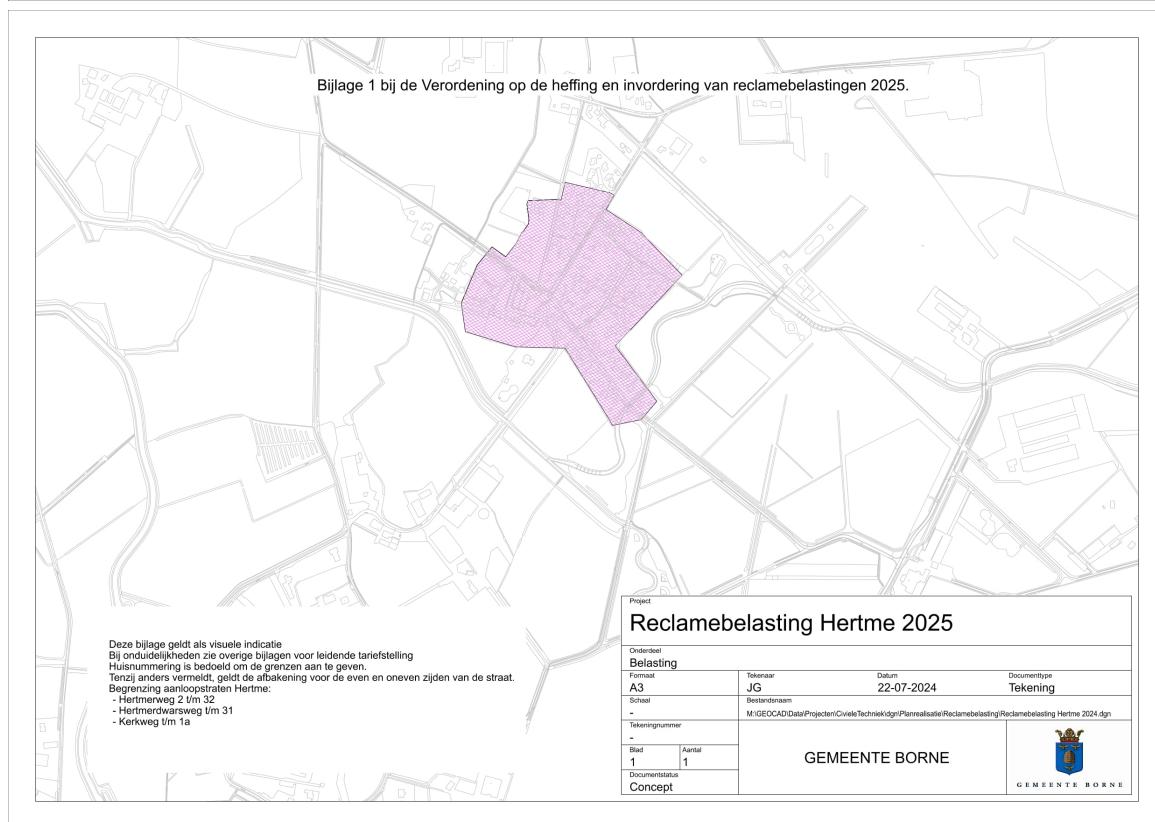 Bijlage 1 bij de Verordening op de heffing en invordering van reclamebelastingen 2025.
Deze bijlage geldt als visuele indicatie
Bij onduidelijkheden zie overige bijlagen voor leidende tariefstelling
Huisnummering is bedoeld om de grenzen aan te geven.
Tenzij anders vermeldt, geldt de afbakening voor de even en oneven zijden van de straat.
Begrenzing aanloopstraten Hertme:
- Hertmerweg 2 t/m 32
- Hertmerdwarsweg t/m 31
- Kerkweg t/m 1a
Project
Reclamebelasting Hertme 2025
Onderdeel
Belasting
Formaat
A3
Tekenaar
JG
Datum
22-07-2024
Documenttype
Tekening
Schaal
-
Bestandsnaam
M:\GEOCAD\Data\Projecten\CivieleTechniek\dgn\Planrealisatie\Reclamebelasting\Reclamebelasting Hertme 2024.dgn
Tekeningnummer
-
Blad
1
Aantal
1
Documentstatus
Concept
GEMEENTE BORNE
GEMEENTE BORNE